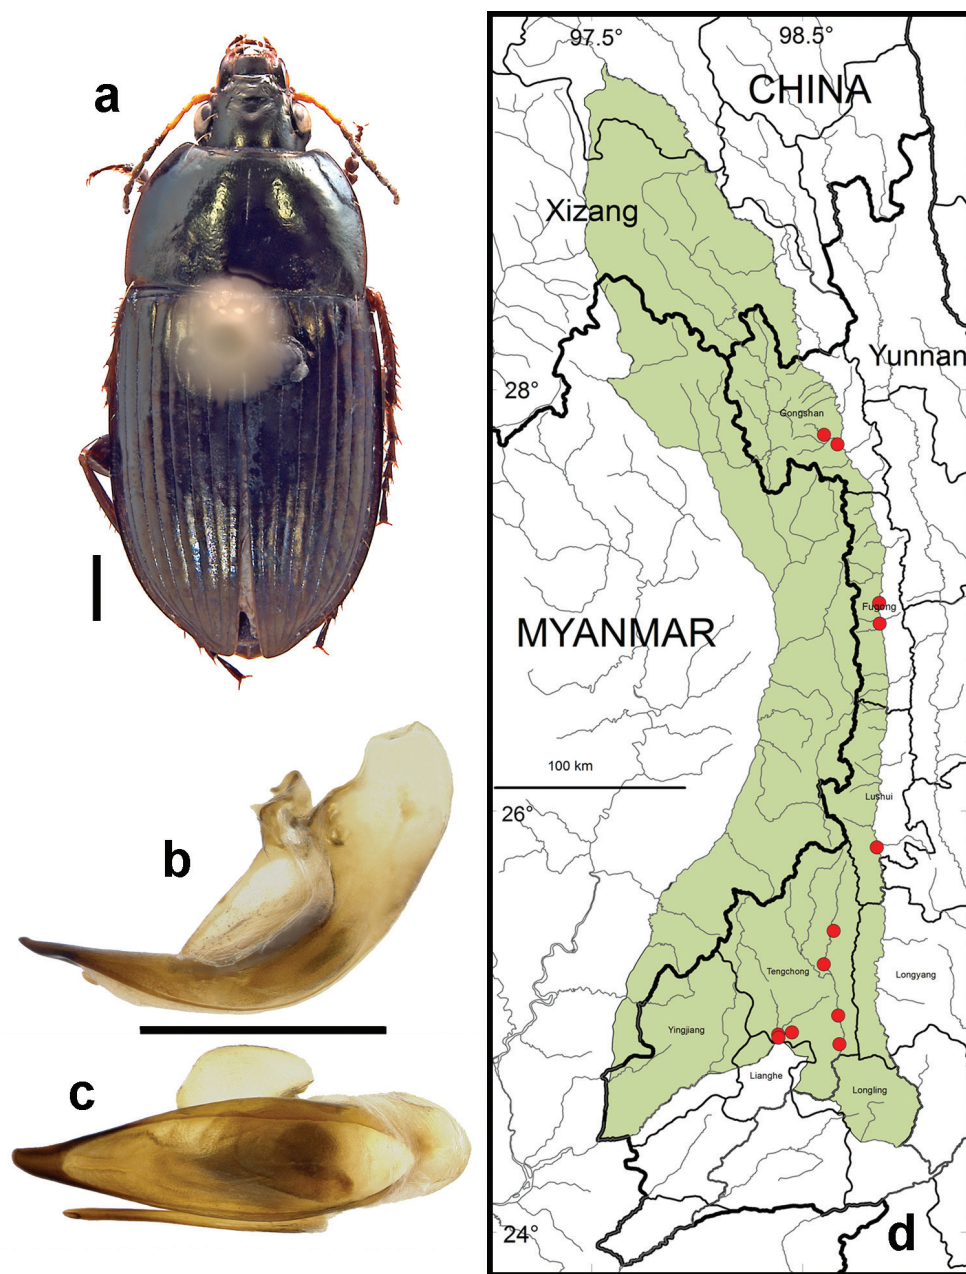 a
b
c
97.5°
98.5°
CHINA
Xizang
Yunnan
28°
Gongshan
Fugong
MYANMAR
100 km
Lushui
26°
Tengchong
Longyang
Yingjiang
Lianghe
Longling
24°
d